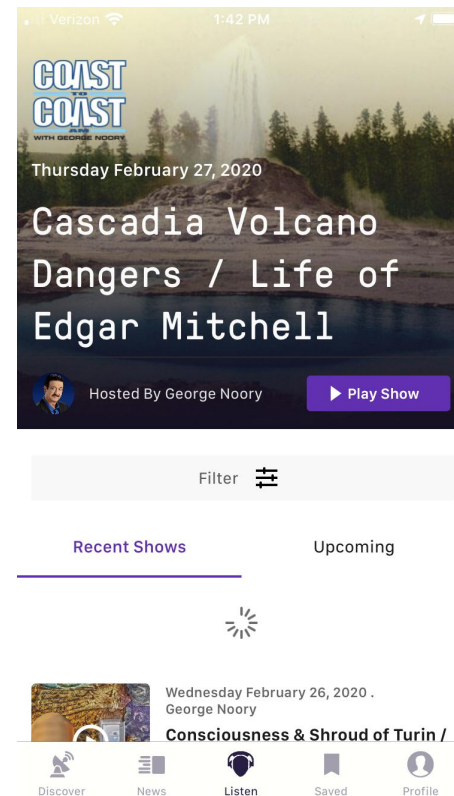 Verizon 1:42 PM
COAST
TO
COAST
AM
WITH GEORGE NOORY
Thursday February 27, 2020
Cascadia Volcano
Dangers / Life of
Edgar Mitchell
Hosted By George Noory
Play Show
Filter
Recent Shows Upcoming
Wednesday February 26, 2020 .
George Noory
Consciousness & Shroud of Turin /
Discover News Listen Saved Profile